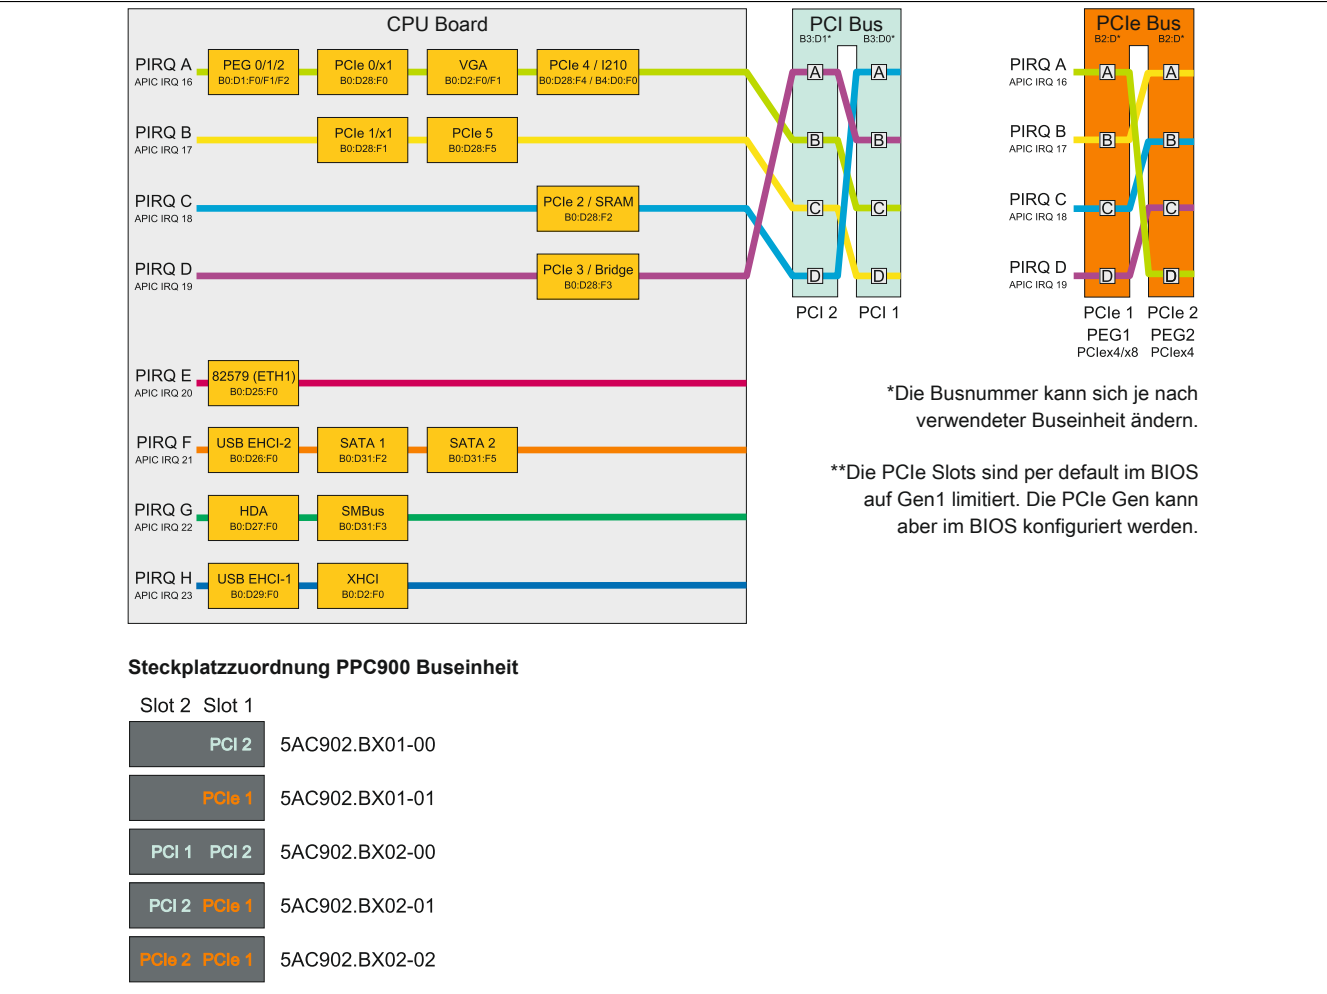 CPU Board
PCI Bus
B3:D1* B3:D0*
PCIe Bus
B2:D* B2:D*
PIRQ A
APIC IRQ 16
PEG 0/1/2
B0:D1:F0/F1/F2
PCIe 0/x1
B0:D28:F0
VGA
B0:D2:F0/F1
PCIe 4 / I210
B0:D28:F4 / B4:D0:F0
A A
PIRQ A
APIC IRQ 16
A A
PIRQ B
APIC IRQ 17
PCIe 1/x1
B0:D28:F1
PCIe 5
B0:D28:F5
B B
PIRQ B
APIC IRQ 17
B B
PIRQ C
APIC IRQ 18
PCIe 2 / SRAM
B0:D28:F2
C C
PIRQ C
APIC IRQ 18
C C
PIRQ D
APIC IRQ 19
PCIe 3 / Bridge
B0:D28:F3
D D
PIRQ D
APIC IRQ 19
D D
PCI 2 PCI 1
PCIe 1 PCIe 2
PEG1 PEG2
PCIex4/x8 PCIex4
PIRQ E
APIC IRQ 20
82579 (ETH1)
B0:D25:F0
PIRQ F
APIC IRQ 21
USB EHCI-2
B0:D26:F0
SATA 1
B0:D31:F2
SATA 2
B0:D31:F5
PIRQ G
APIC IRQ 22
HDA
B0:D27:F0
SMBus
B0:D31:F3
PIRQ H
APIC IRQ 23
USB EHCI-1
B0:D29:F0
XHCI
B0:D2:F0
*Die Busnummer kann sich je nach
verwendeter Buseinheit ändern.
**Die PCIe Slots sind per default im BIOS
auf Gen1 limitiert. Die PCIe Gen kann
aber im BIOS konfiguriert werden.
Steckplatzzuordnung PPC900 Buseinheit
Slot 2 Slot 1
PCI 2 5AC902.BX01-00
PCIe 1 5AC902.BX01-01
PCI 1 PCI 2 5AC902.BX02-00
PCI 2 PCIe 1 5AC902.BX02-01
PCIe 2 PCIe 1 5AC902.BX02-02